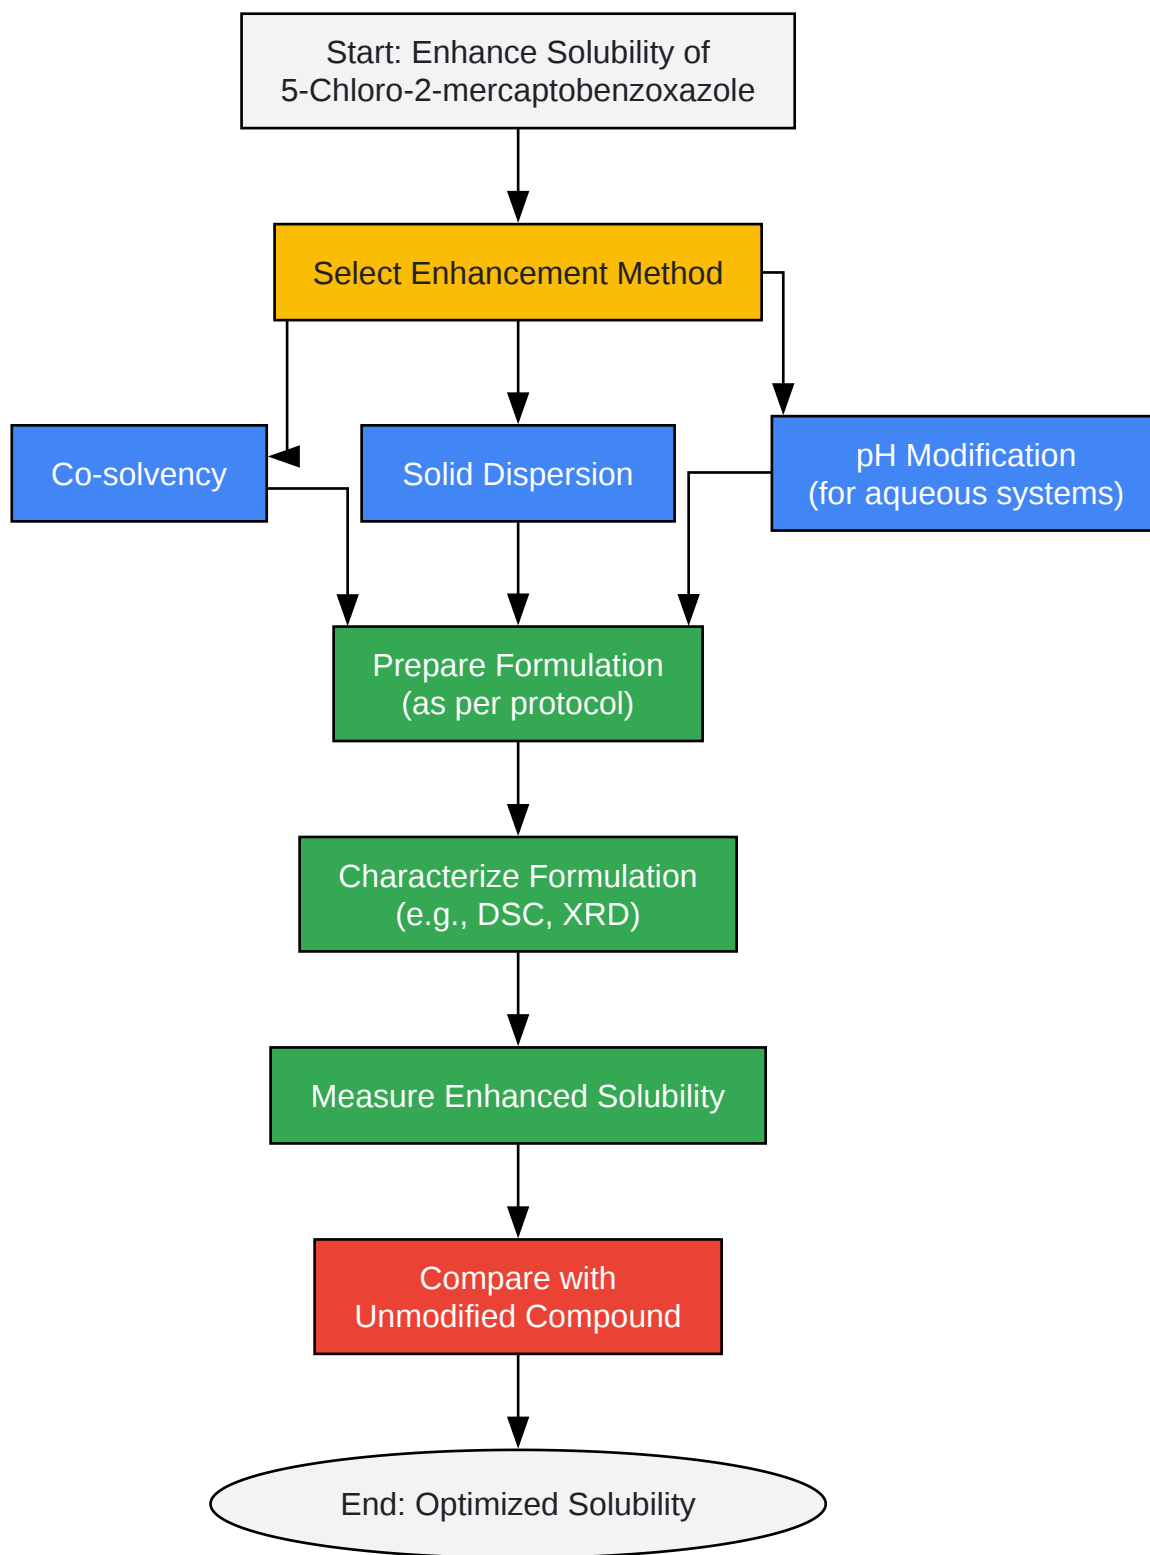 Start: Enhance Solubility of
5-Chloro-2-mercaptobenzoxazole
Select Enhancement Method
Co-solvency
Solid Dispersion
pH Modification
(for aqueous systems)
Prepare Formulation
(as per protocol)
Characterize Formulation
(e.g., DSC, XRD)
Measure Enhanced Solubility
Compare with
Unmodified Compound
End: Optimized Solubility